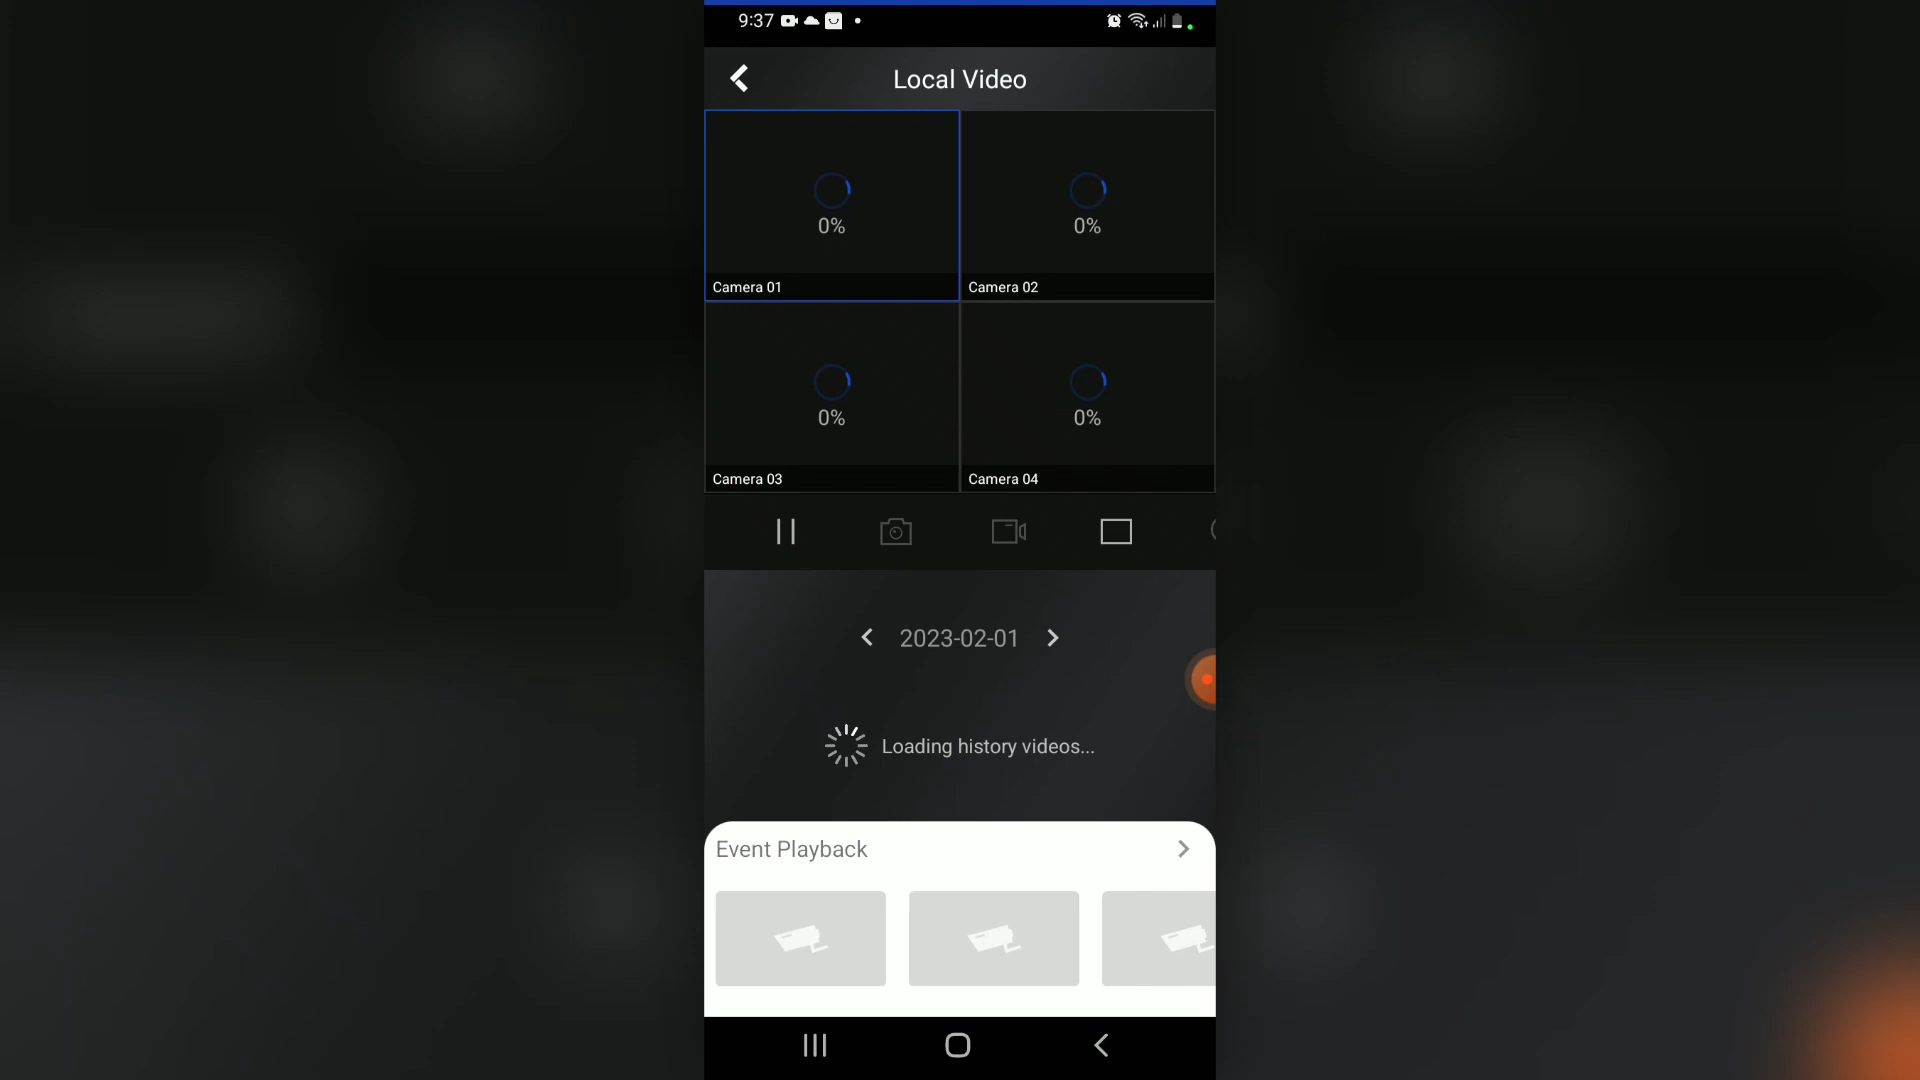 9:37
Local Video
0%
0%
Camera 01
Camera 02
0%
0%
Camera 03
Camera 04
2023-02-01
Loading history videos...
Event Playback